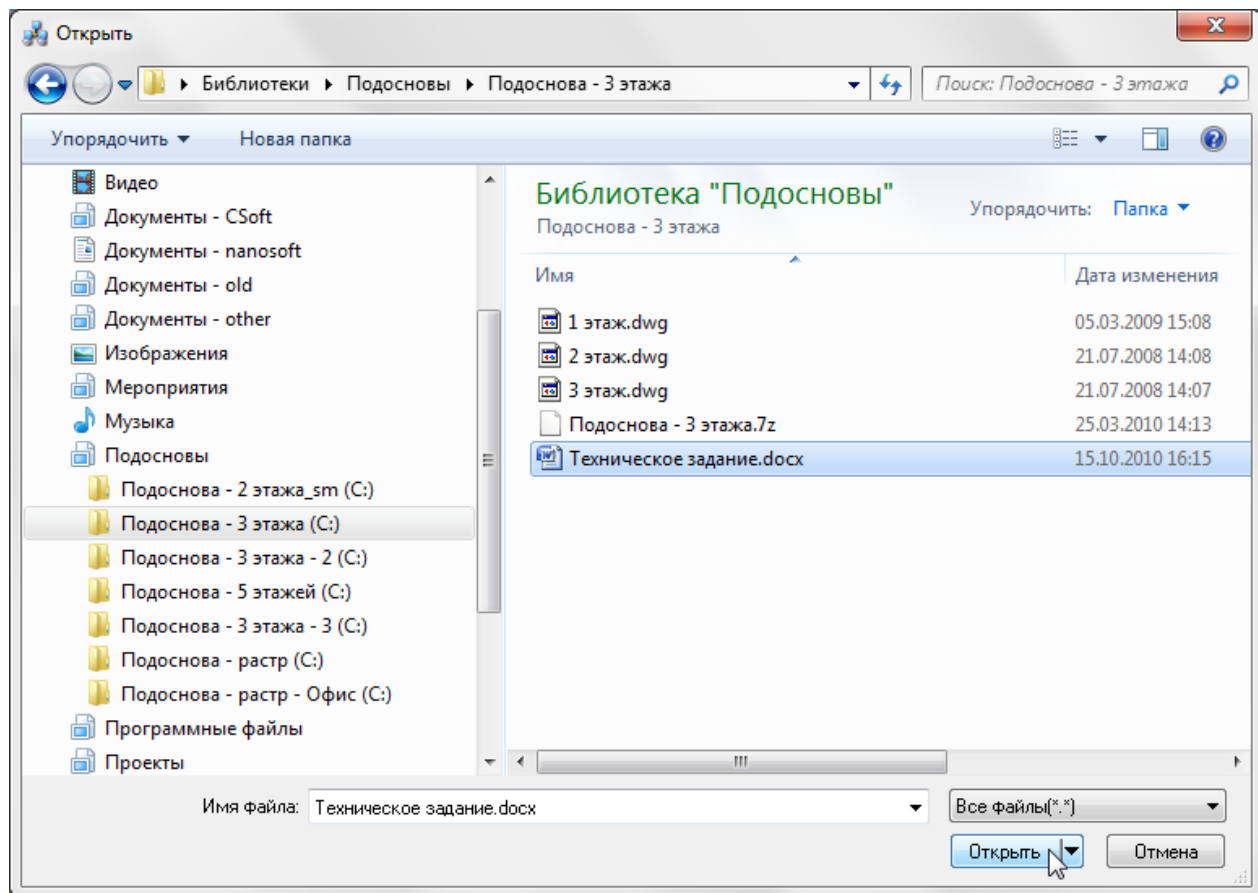 Открыть
Библиотеки Подосновы Подоснова - 3 этажа
Поиск: Подоснова - 3 этажа
Упорядочить Новая папка
Видео
Документы - CSoft
Документы - nanosoft
Документы - old
Документы - other
Изображения
Мероприятия
Музыка
Подосновы
Подоснова - 2 этажа_sm (C:)
Подоснова - 3 этажа (C:)
Подоснова - 3 этажа - 2 (C:)
Подоснова - 5 этажей (C:)
Подоснова - 3 этажа - 3 (C:)
Подоснова - растр (C:)
Подоснова - растр - Офис (C:)
Программные файлы
Проекты
Библиотека "Подосновы"
Подоснова - 3 этажа
Упорядочить: Папка
Имя Дата изменения
1 этаж.dwg 05.03.2009 15:08
2 этаж.dwg 21.07.2008 14:08
3 этаж.dwg 21.07.2008 14:07
Подоснова - 3 этажа.7z 25.03.2010 14:13
Техническое задание.docx 15.10.2010 16:15
Имя файла: Техническое задание.docx
Все файлы(*.*)
Открыть Отмена